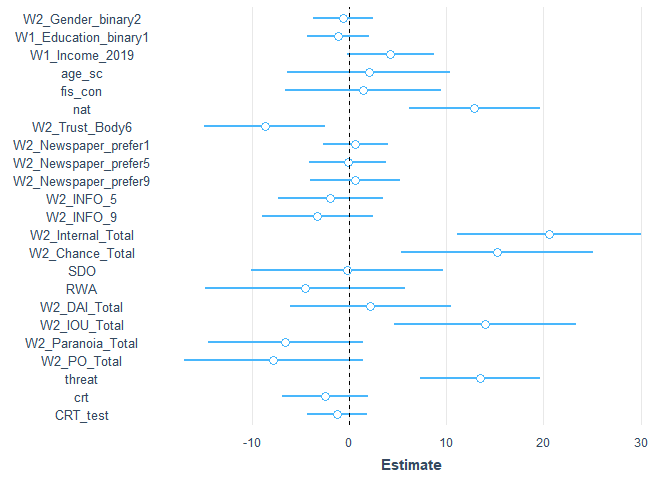 W2_Gender_binary2
W1_Education_binary1
W1_Income_2019
age_sc
fis_con
nat
W2_Trust_Body6
W2_Newspaper_prefer1
W2_Newspaper_prefer5
W2_Newspaper_prefer9
W2_INFO_5
W2_INFO_9
W2_Internal_Total
W2_Chance_Total
SDO
RWA
W2_DAI_Total
W2_IOU_Total
W2_Paranoia_Total
W2_PO_Total
threat
crt
CRT_test
-10 0 10 20 30
Estimate